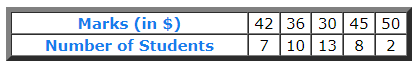 Marks (in $) 42 36 30 45 50
Number of Students 7 10 13 8 2